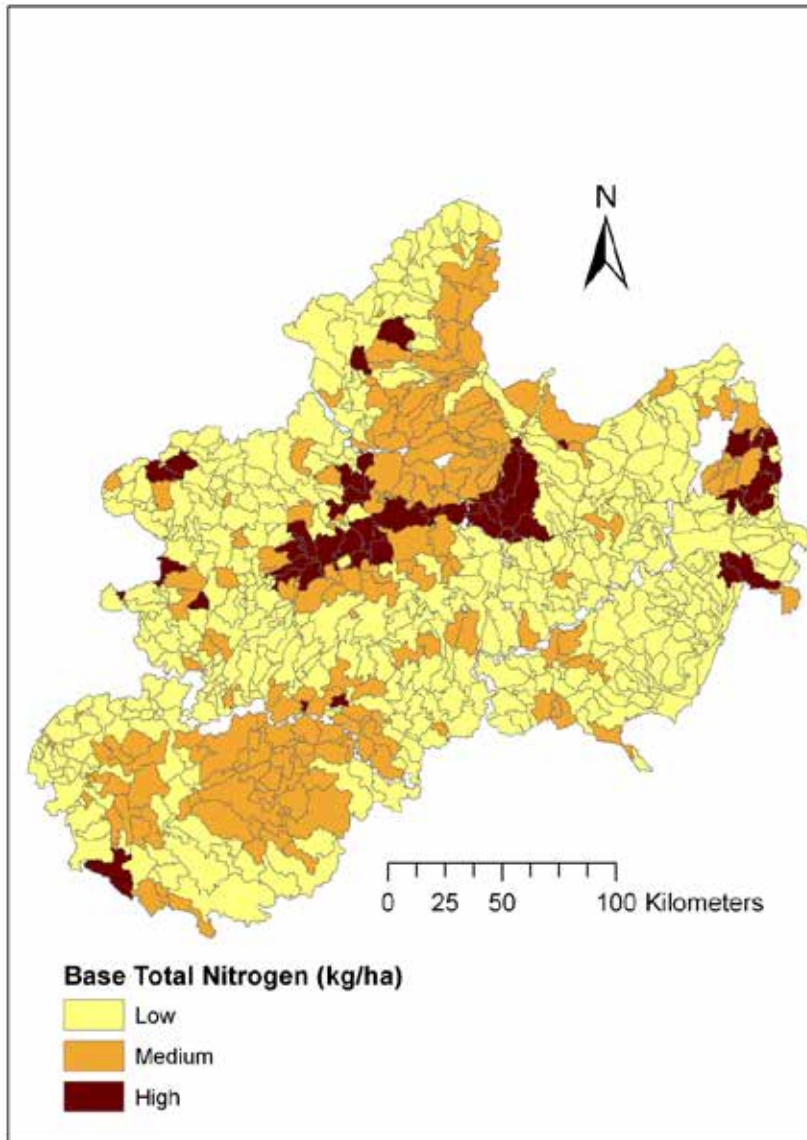 N
0 25 50 100 Kilometers
Base Total Nitrogen (kg/ha)
Low
Medium
High